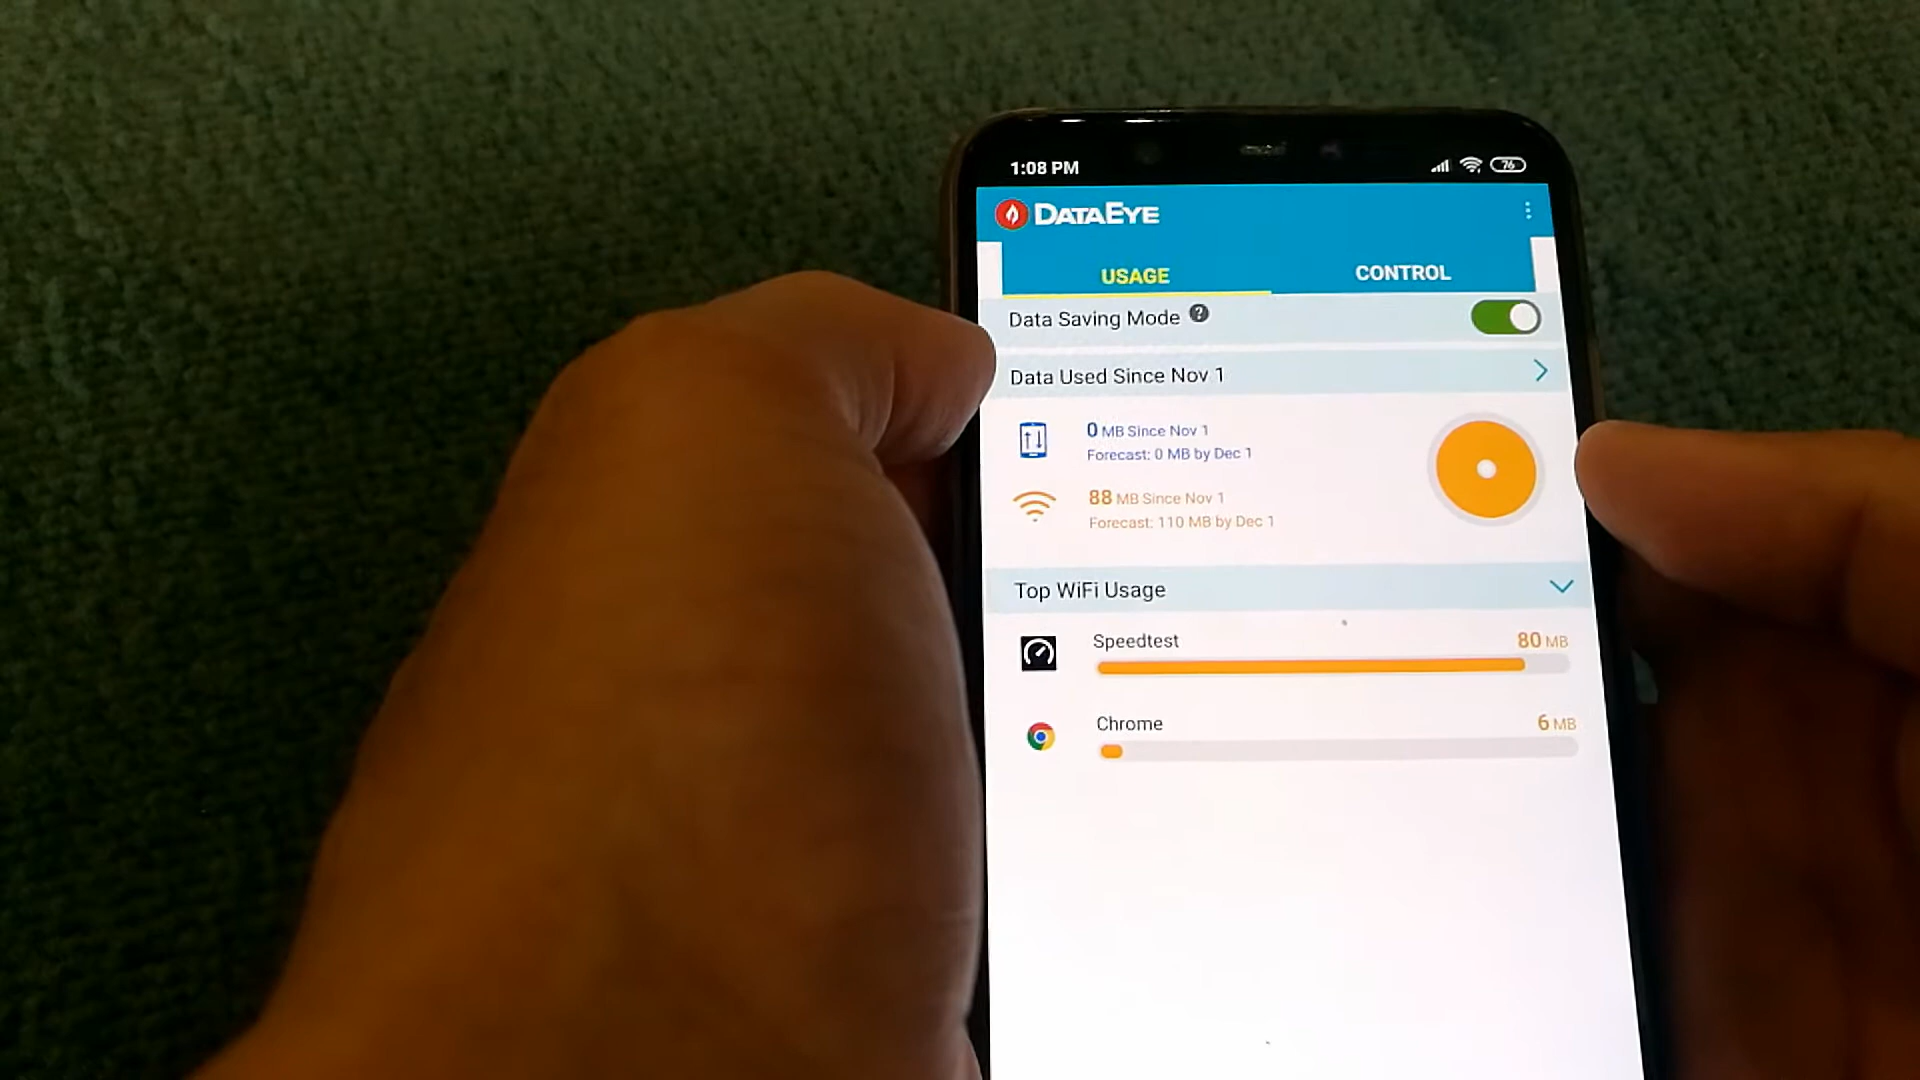 1:08 PM
76
DATAEYE
USAGE
CONTROL
Data Saving Mode ?
Data Used Since Nov 1
0 MB Since Nov 1
Forecast: 0 MB by Dec 1
88 MB Since Nov 1
Forecast: 110 MB by Dec 1
Top WiFi Usage
Speedtest
80 MB
Chrome
6 MB